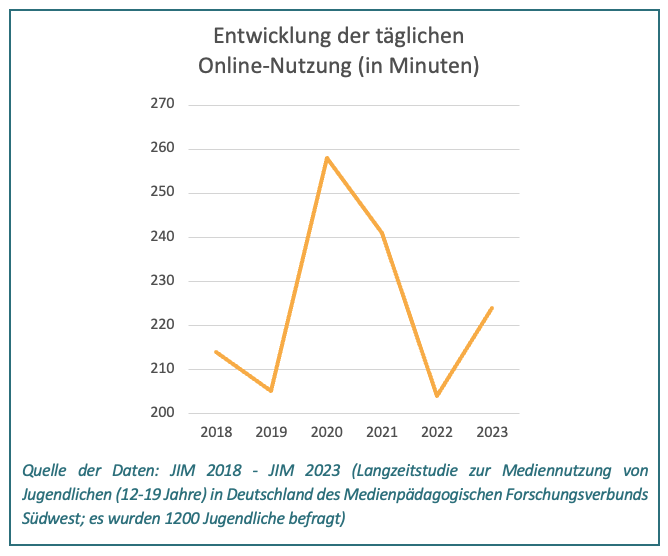 Entwicklung der täglichen
Online-Nutzung (in Minuten)
270
260
250
240
230
220
210
200
2018 2019 2020 2021 2022 2023
Quelle der Daten: JIM 2018 - JIM 2023 (Langzeitstudie zur Mediennutzung von
Jugendlichen (12-19 Jahre) in Deutschland des Medienpädagogischen Forschungsverbunds
Südwest; es wurden 1200 Jugendliche befragt)